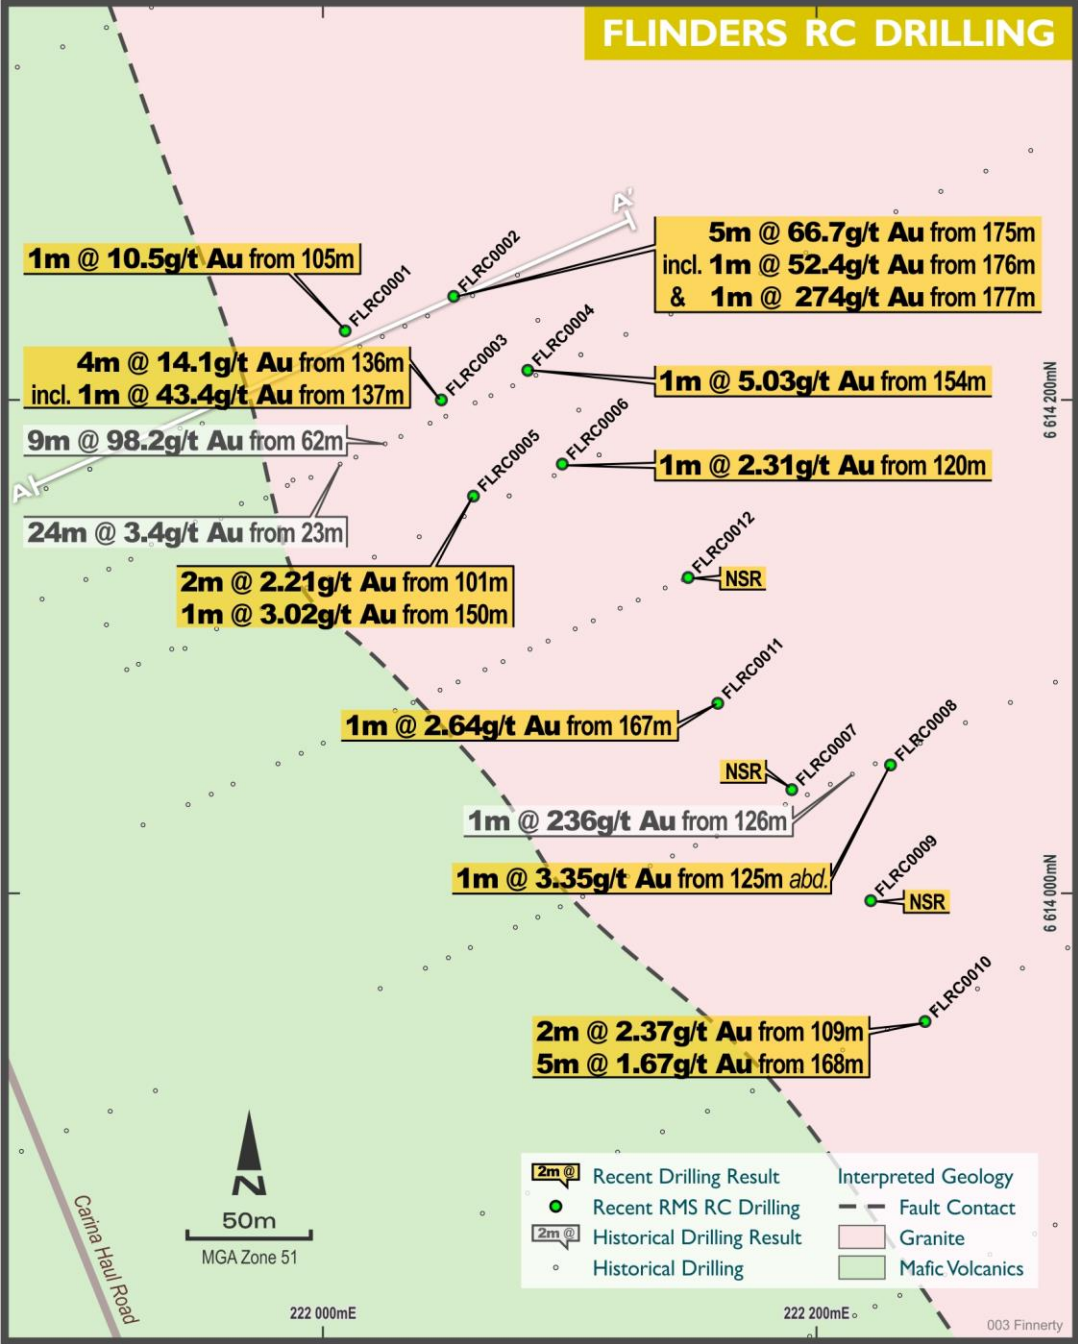 FLINDERS RC DRILLING
A'
FLRC0002
5m @ 66.7g/t Au from 175m
incl. 1m @ 52.4g/t Au from 176m
& 1m @ 274g/t Au from 177m
1m @ 10.5g/t Au from 105m
FLRC0001
FLRC0003
FLRC0004
4m @ 14.1g/t Au from 136m
incl. 1m @ 43.4g/t Au from 137m
1m @ 5.03g/t Au from 154m
6 614 200mN
9m @ 98.2g/t Au from 62m
FLRC0005
FLRC0006
1m @ 2.31g/t Au from 120m
A
24m @ 3.4g/t Au from 23m
FLRC0012
NSR
2m @ 2.21g/t Au from 101m
1m @ 3.02g/t Au from 150m
FLRC0011
1m @ 2.64g/t Au from 167m
FLRC0007
FLRC0008
NSR
1m @ 236g/t Au from 126m
1m @ 3.35g/t Au from 125m abd.
FLRC0009
NSR
6 614 000mN
FLRC0010
2m @ 2.37g/t Au from 109m
5m @ 1.67g/t Au from 168m
N
50m
MGA Zone 51
Carina Haul Road
2m @ Recent Drilling Result
Recent RMS RC Drilling
2m @ Historical Drilling Result
Historical Drilling
Interpreted Geology
Fault Contact
Granite
Mafic Volcanics
222 000mE
222 200mE
003 Finnerty